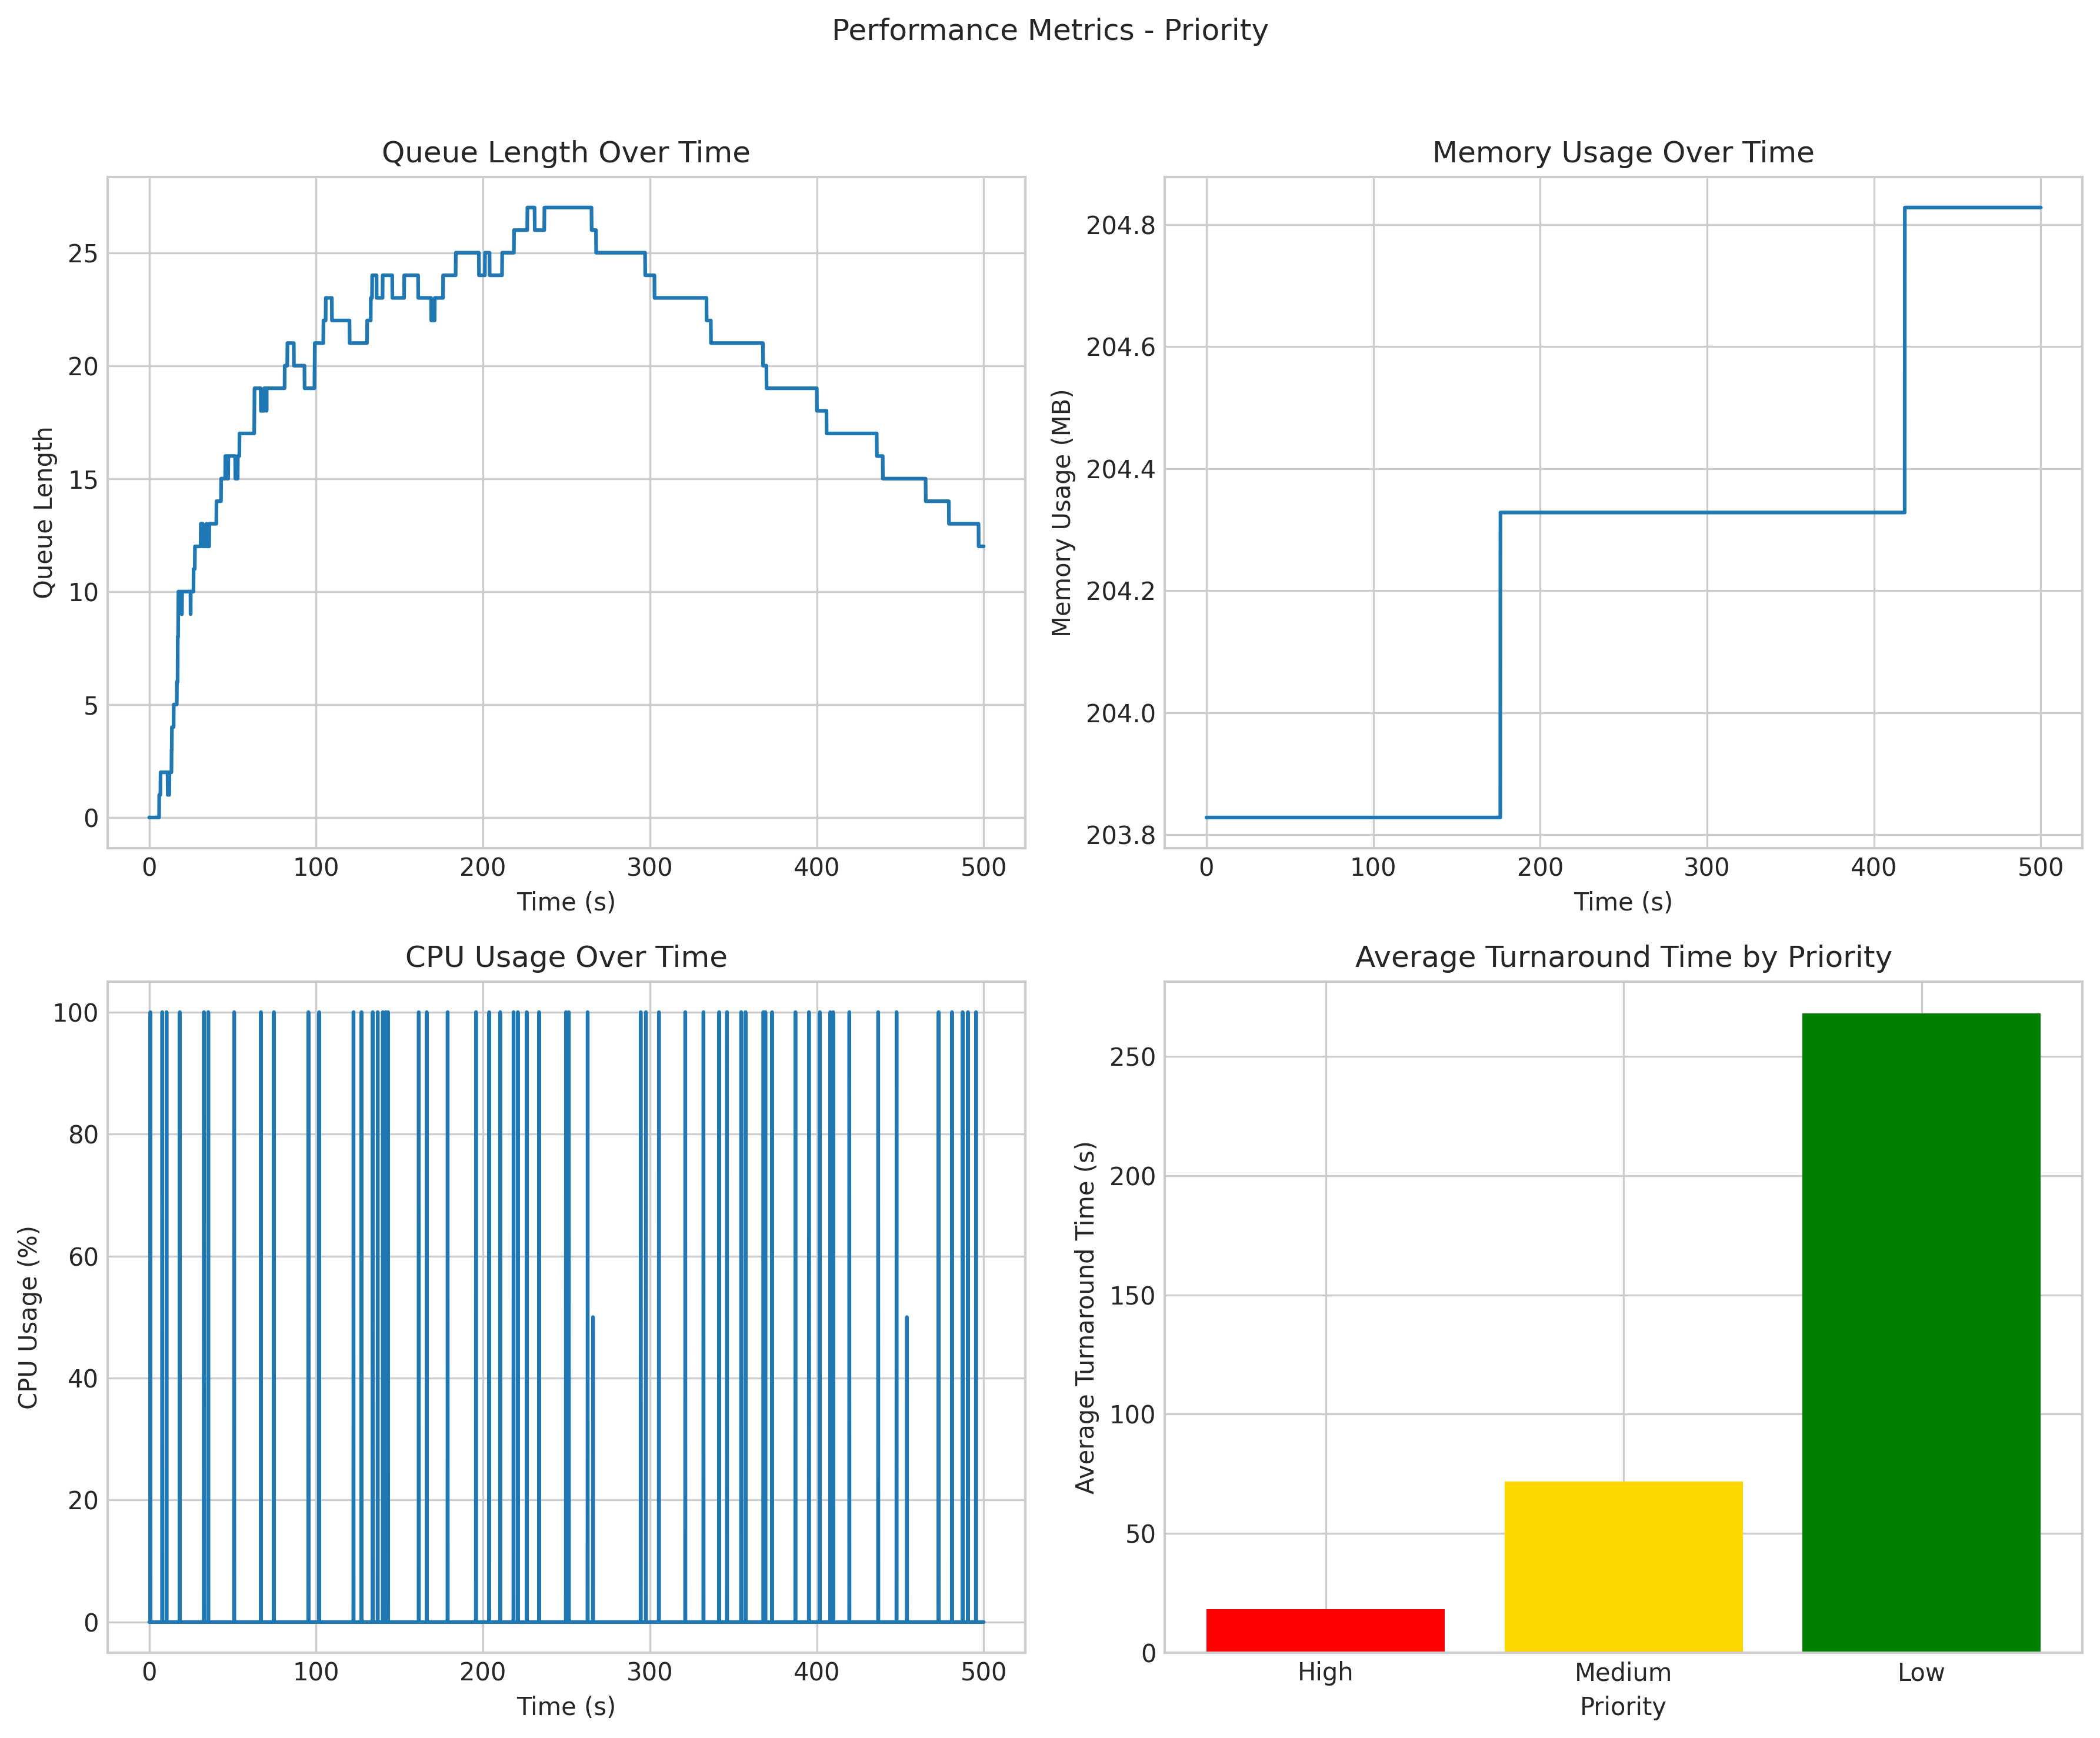 Performance Metrics - Priority
Queue Length Over Time
Queue Length
25
20
15
10
5
0
0 100 200 300 400 500
Time (s)
Memory Usage Over Time
Memory Usage (MB)
204.8
204.6
204.4
204.2
204.0
203.8
0 100 200 300 400 500
Time (s)
CPU Usage Over Time
CPU Usage (%)
100
80
60
40
20
0
0 100 200 300 400 500
Time (s)
Average Turnaround Time by Priority
Average Turnaround Time (s)
250
200
150
100
50
0
High Medium Low
Priority